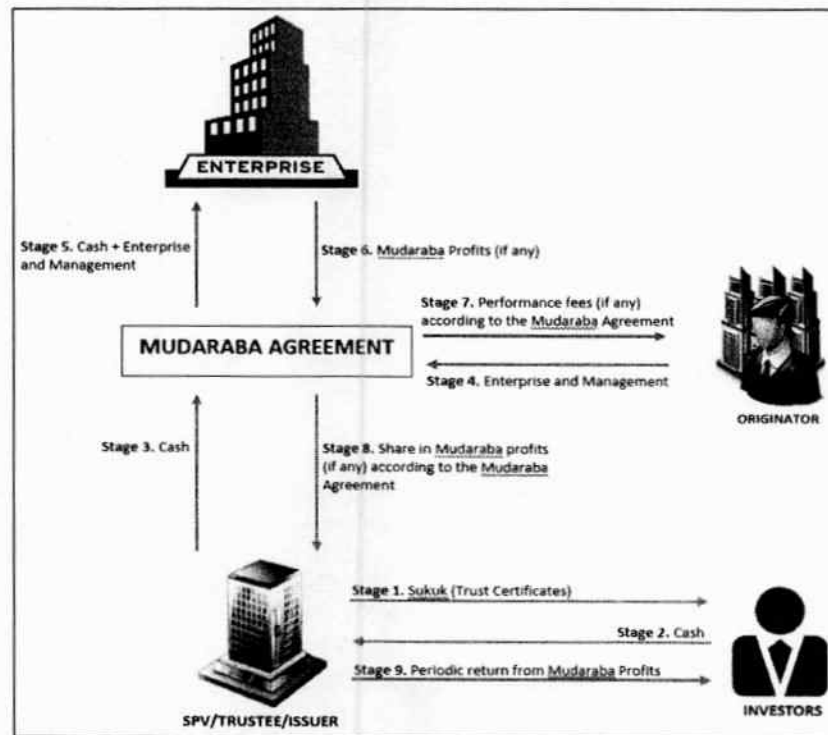 ENTERPRISE
Stage 5. Cash + Enterprise
and Management
Stage 6. Mudaraba Profits (if any)
Stage 7. Performance fees (if any)
according to the Mudaraba Agreement
MUDARABA AGREEMENT
Stage 4. Enterprise and Management
ORIGINATOR
Stage 3. Cash
Stage 8. Share in Mudaraba profits
(if any) according to the Mudaraba
Agreement
Stage 1. Sukuk (Trust Certificates)
Stage 2. Cash
Stage 9. Periodic return from Mudaraba Profits
SPV/TRUSTEE/ISSUER
INVESTORS